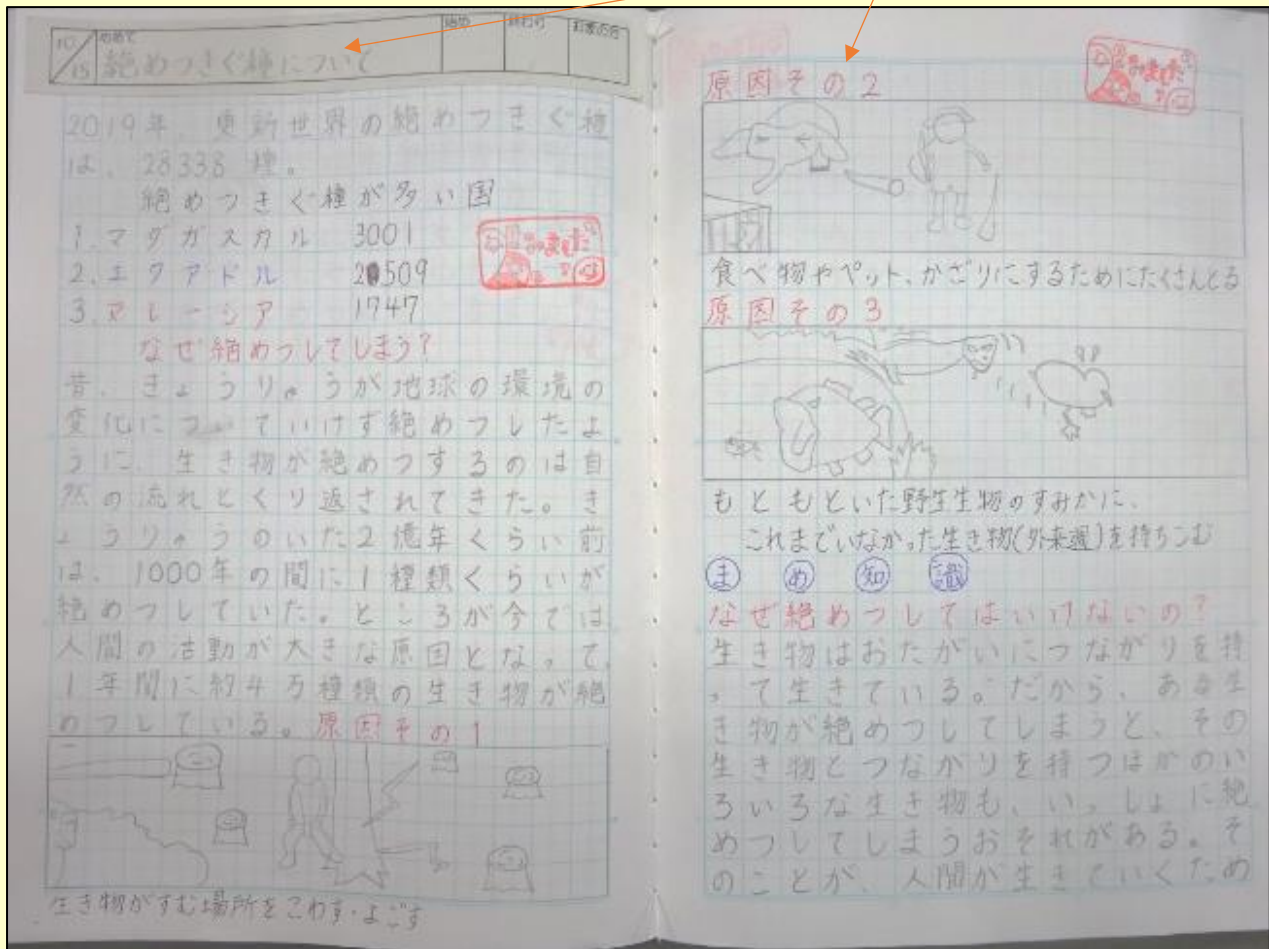 10/15
めあて
絶めつきぐ種について
2019年、更新世界の絶めつきぐ種
は、28338種。
絶めつきぐ種が多い国
1.マダガスカル 3001
2.エクアドル 2509
3.マレーシア 1747
なぜ絶めつしてしまう?
昔、きょうりゅうが地球の環境の
変化についていけず絶めつしたよ
うに、生き物が絶めつするのは自
然の流れとくり返されてきた。き
ょうりゅうのいた2億年くらい前
は、1000年の間に1種類くらいが
絶めつしていた。ところが今では
人間の活動が大きな原因となって、
1年間に約4万種類の生き物が絶
めつしている。原因その1
生き物がすむ場所をこわす・よごす
原因その2
食べ物やペット、かざりにするためにたくさんとる
原因その3
もともといた野生生物のすみかに、
これまでいなかった生き物(外来週)を持ちこむ
まめ知識
なぜ絶めつしてはいけないの?
生き物はおたがいにつながりを持
って生きている。だから、ある生
き物が絶めつしてしまうと、その
生き物とつながりを持つほかのい
ろいろな生き物も、いっしょに絶
めつしてしまうおそれがある。そ
のことが、人間が生きていくため